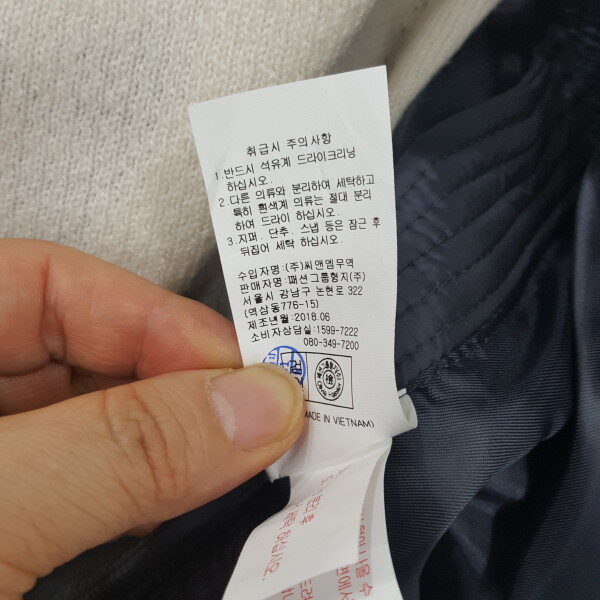 취급시 주의사항
1.반드시 석유계 드라이크리닝
하십시오.
2.다른 의류와 분리하여 세탁하고
특히 흰색계 의류는 절대 분리
하여 드라이 하십시오.
3.지퍼, 단추, 스냅 등은 잠근 후
뒤집어 세탁 하십시오.
수입자명:(주)씨앤엠무역
판매자명:패션그룹형지(주)
서울시 강남구 논현로 322
(역삼동776-15)
제조년월:2018.06
소비자상담실:1599-7222
080-349-7200
MADE IN VIETNAM)
하십시오.